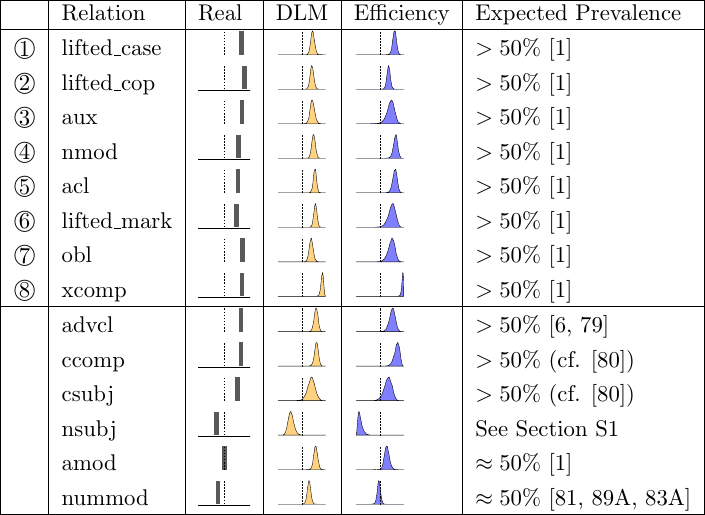 Relation Real DLM Efficiency Expected Prevalence
① lifted_case > 50% [1]
② lifted_cop > 50% [1]
③ aux > 50% [1]
④ nmod > 50% [1]
⑤ acl > 50% [1]
⑥ lifted_mark > 50% [1]
⑦ obl > 50% [1]
⑧ xcomp > 50% [1]
advcl > 50% [6, 79]
ccomp > 50% (cf. [80])
csubj > 50% (cf. [80])
nsubj See Section S1
amod ≈ 50% [1]
nummod ≈ 50% [81, 89A, 83A]